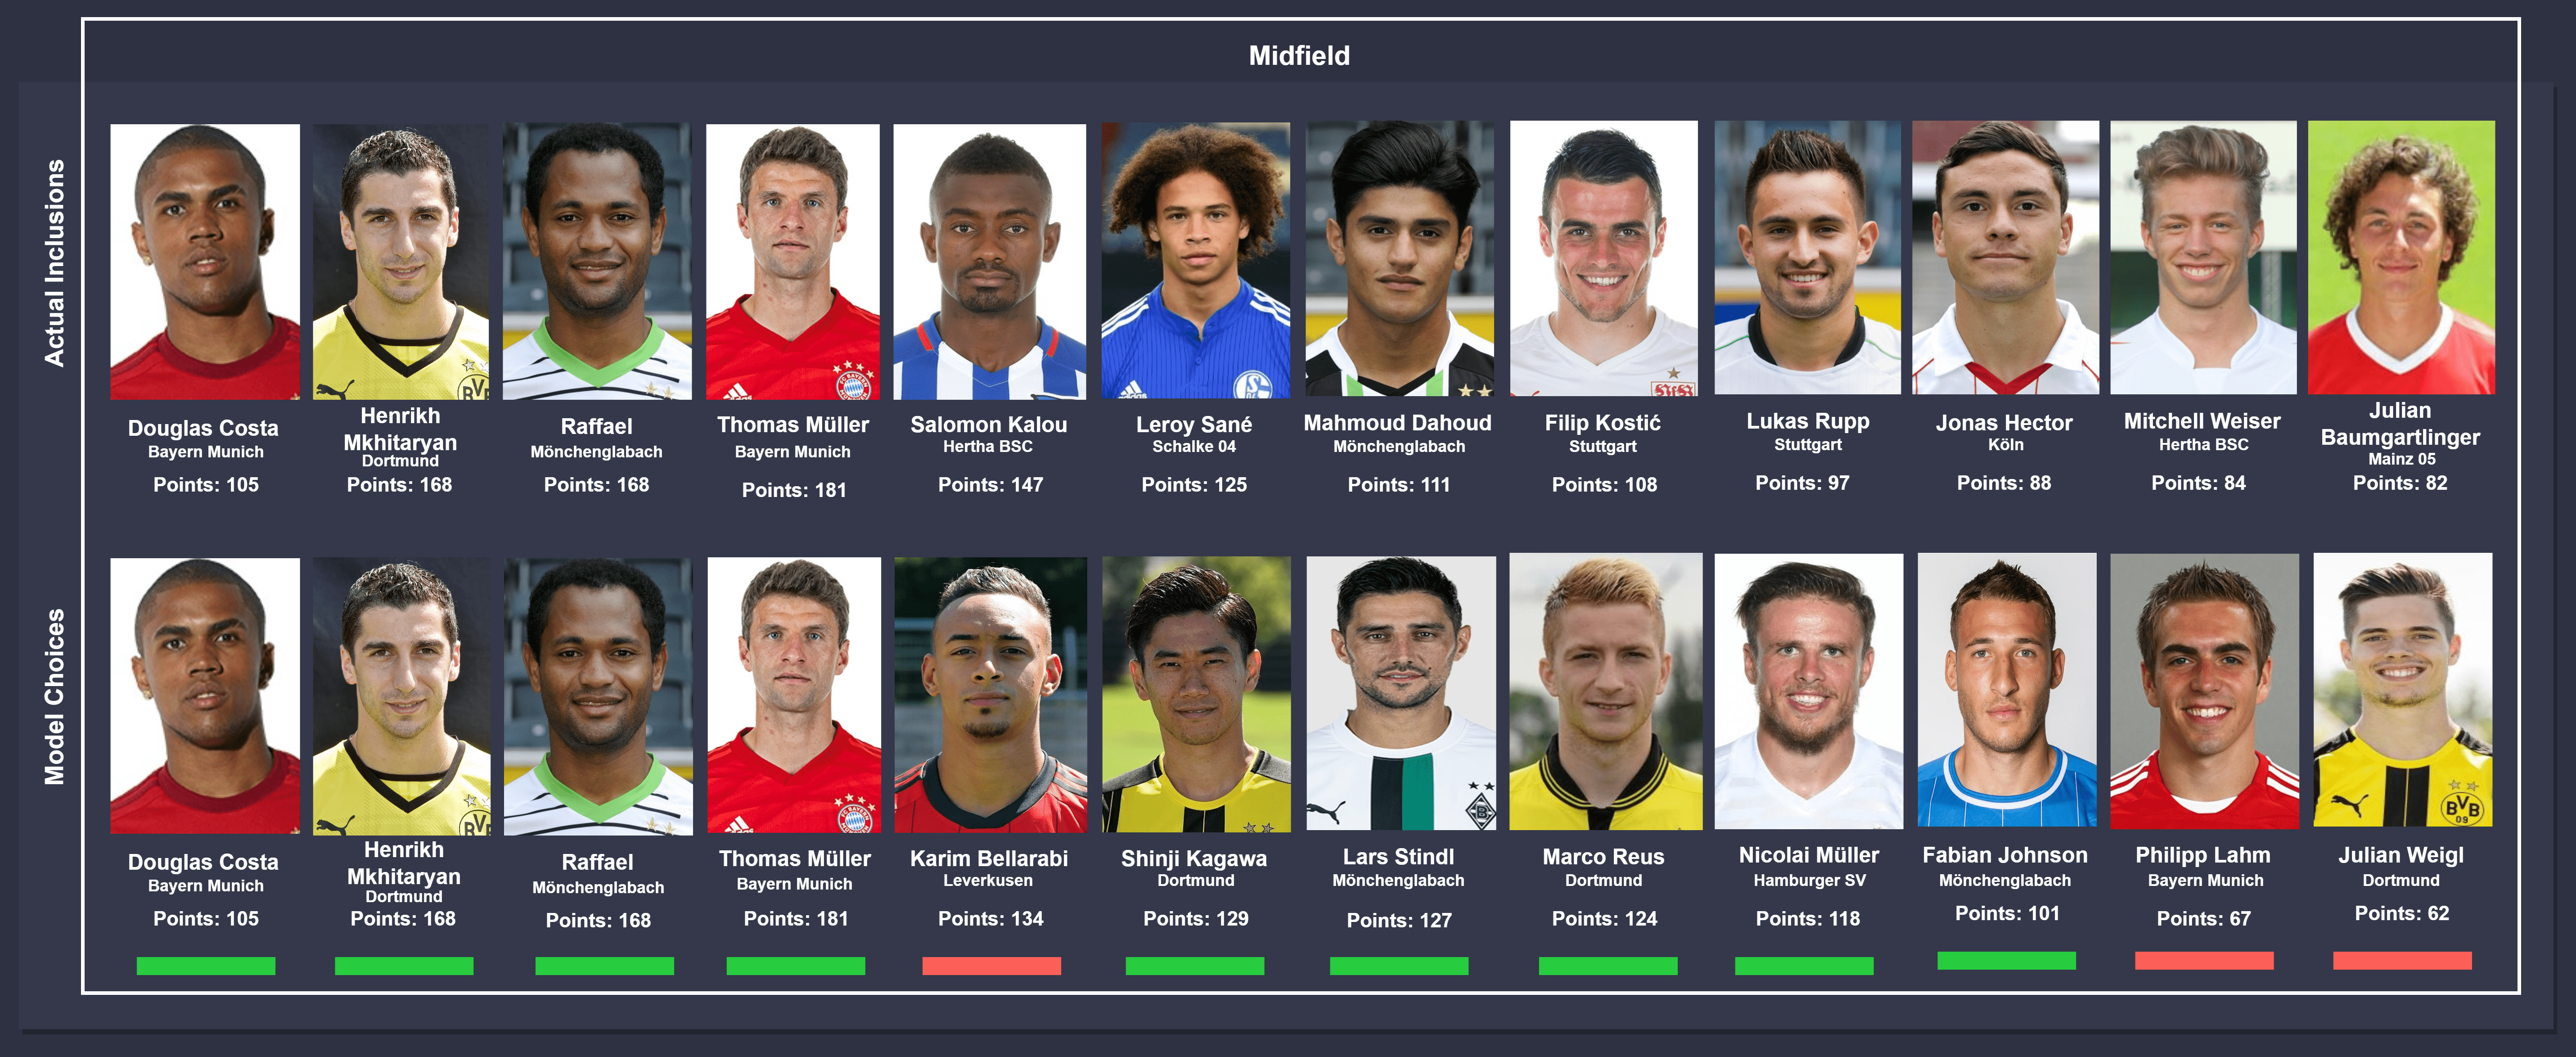 Midfield
Actual Inclusions
Douglas Costa
Bayern Munich
Points: 105
Henrikh
Mkhitaryan
Dortmund
Points: 168
Raffael
Mönchenglabach
Points: 168
Thomas Müller
Bayern Munich
Points: 181
Salomon Kalou
Hertha BSC
Points: 147
Leroy Sané
Schalke 04
Points: 125
Mahmoud Dahoud
Mönchenglabach
Points: 111
Filip Kostić
Stuttgart
Points: 108
Lukas Rupp
Stuttgart
Points: 97
Jonas Hector
Köln
Points: 88
Mitchell Weiser
Hertha BSC
Points: 84
Julian
Baumgartlinger
Mainz 05
Points: 82
Model Choices
Douglas Costa
Bayern Munich
Points: 105
Henrikh
Mkhitaryan
Dortmund
Points: 168
Raffael
Mönchenglabach
Points: 168
Thomas Müller
Bayern Munich
Points: 181
Karim Bellarabi
Leverkusen
Points: 134
Shinji Kagawa
Dortmund
Points: 129
Lars Stindl
Mönchenglabach
Points: 127
Marco Reus
Dortmund
Points: 124
Nicolai Müller
Hamburger SV
Points: 118
Fabian Johnson
Mönchenglabach
Points: 101
Philipp Lahm
Bayern Munich
Points: 67
BVB
09
Julian Weigl
Dortmund
Points: 62